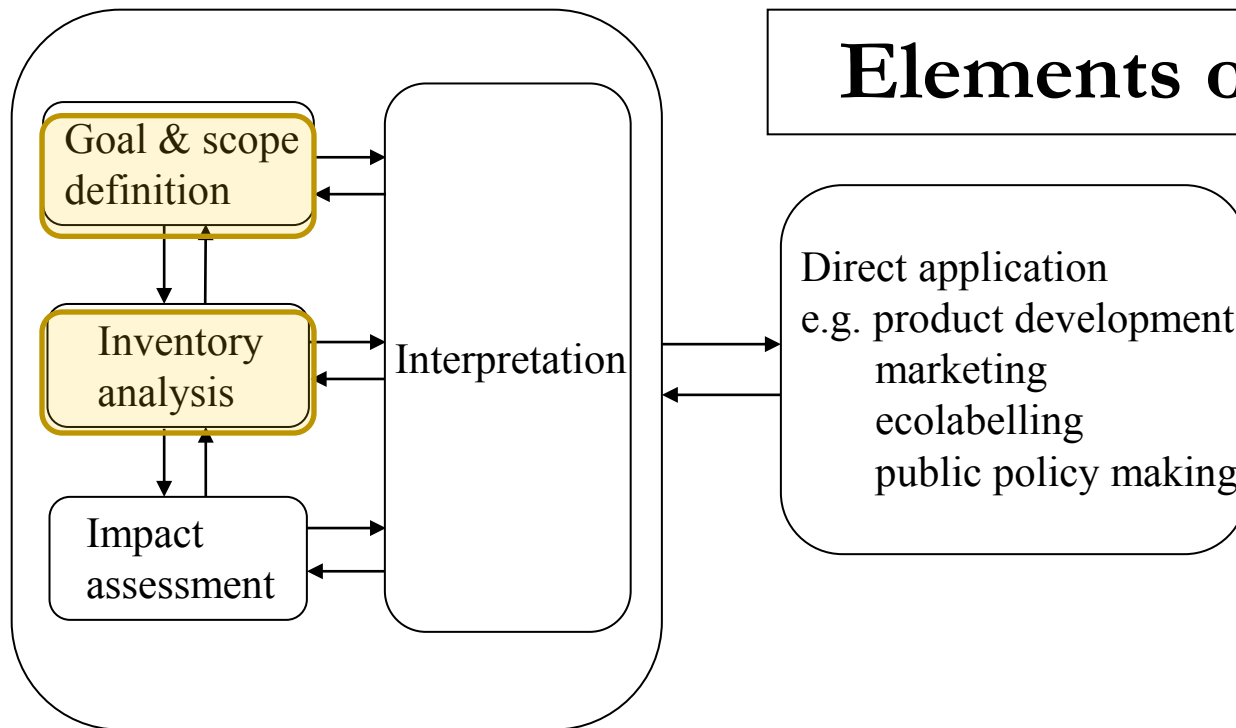 Elements o
Goal & scope
definition
Inventory
analysis
Impact
assessment
Interpretation
Direct application
e.g. product development
marketing
ecolabelling
public policy making